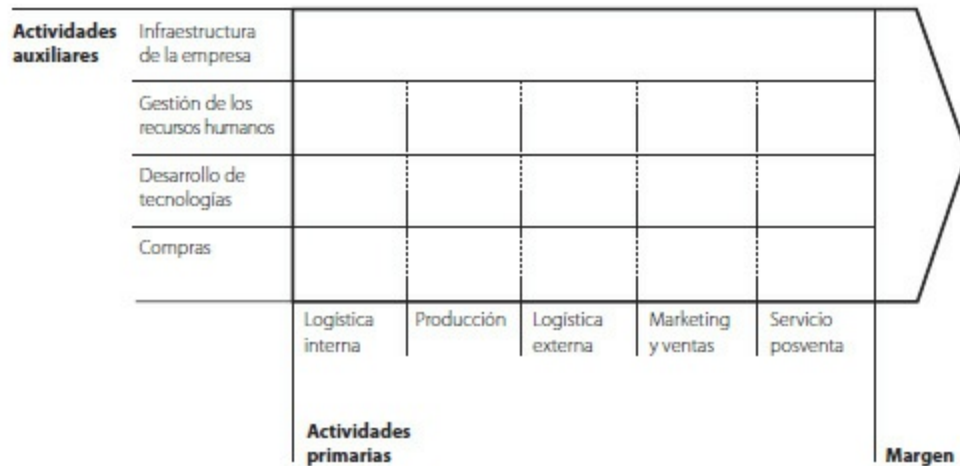 Actividades
auxiliares
Infraestructura
de la empresa
Gestión de los
recursos humanos
Desarrollo de
tecnologías
Compras
Logística
interna
Producción
Logística
externa
Marketing
y ventas
Servicio
posventa
Actividades
primarias
Margen